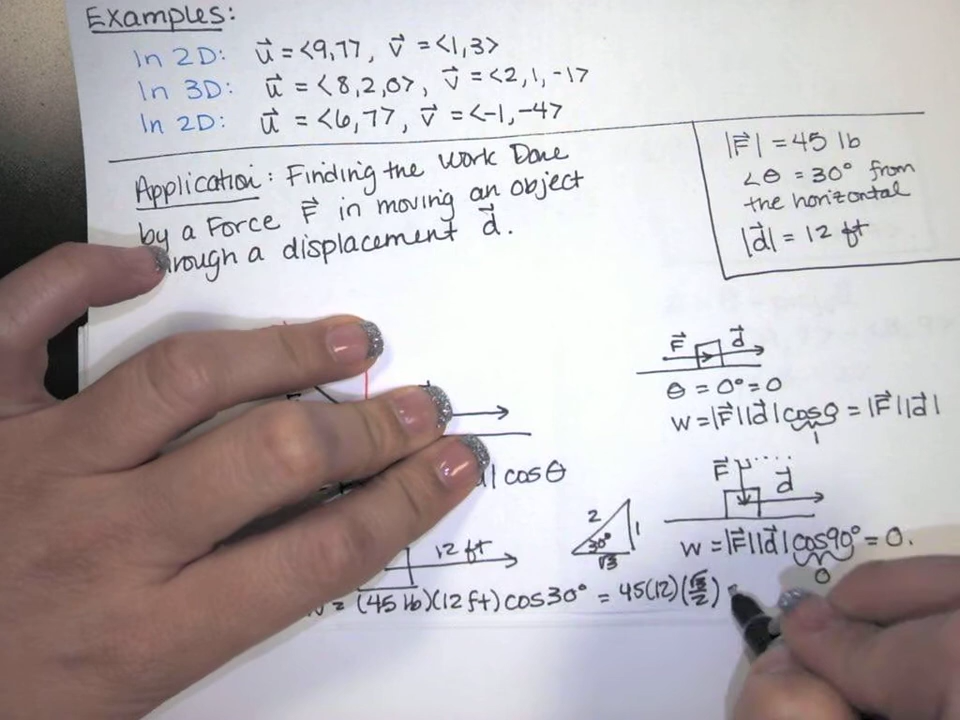 Examples:
In 2D: u⃗ = <9,7>, v⃗ = <1,3>
In 3D: u⃗ = <8,2,0>, v⃗ = <2,1,-1>
In 2D: u⃗ = <6,7>, v⃗ = <-1,-4>
Application: Finding the Work Done
by a Force F⃗ in moving an object
through a displacement d⃗.
|F⃗| = 45 lb
∠θ = 30° from
the horizontal
|d⃗| = 12 ft
F⃗ d⃗
θ = 0° = 0
W = |F⃗||d⃗| cosθ = |F⃗||d⃗|
1
| cosθ
F⃗ d⃗
W = |F⃗||d⃗| cos90° = 0.
0
12 ft
2 1
30°
√3
= (45 lb)(12 ft) cos30° = 45(12)(√3/2)